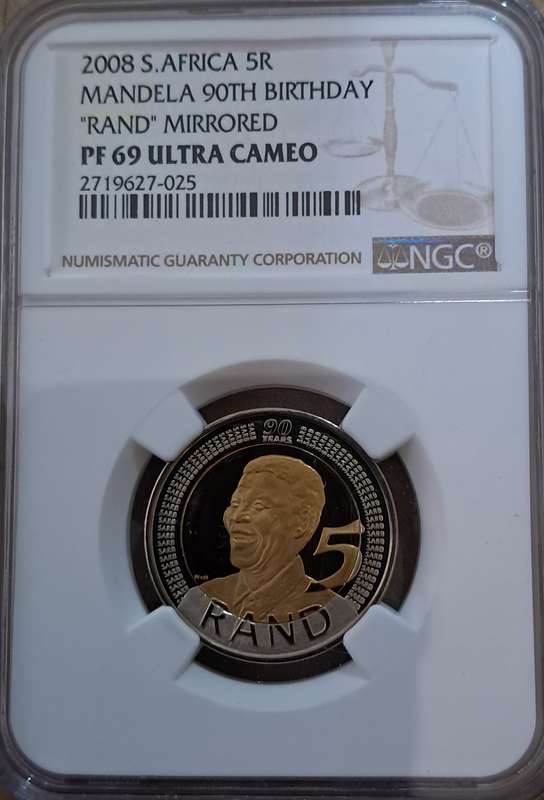 2008 S.AFRICA 5R
MANDELA 90TH BIRTHDAY
"RAND" MIRRORED
PF 69 ULTRA CAMEO
2719627-025
NUMISMATIC GUARANTY CORPORATION
NGC®
90
YEARS
5
RAND